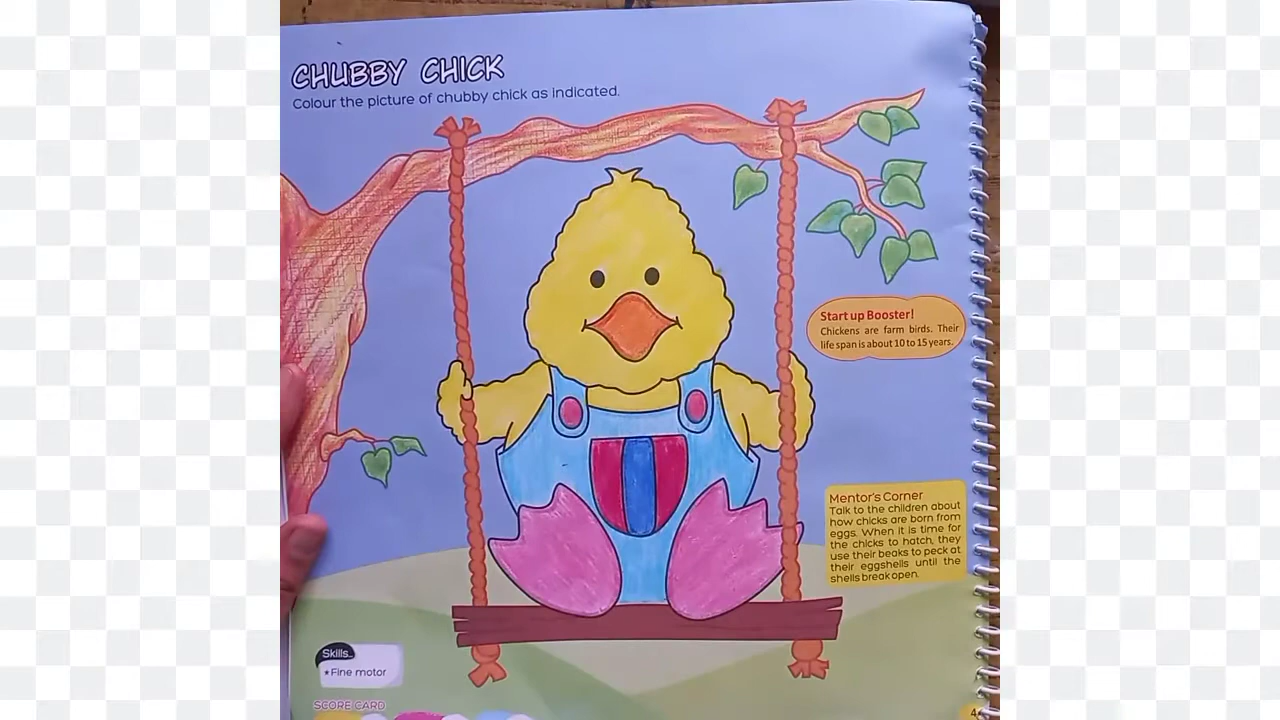 CHUBBY CHICK
Colour the picture of chubby chick as indicated.
Start up Booster!
Chickens are farm birds. Their
life span is about 10 to 15 years.
Mentor's Corner
Talk to the children about
how chicks are born from
eggs. When it is time for
the chicks to hatch, they
use their beaks to peck at
their eggshells until the
shells break open.
Skills..
★Fine motor
SCORE CARD